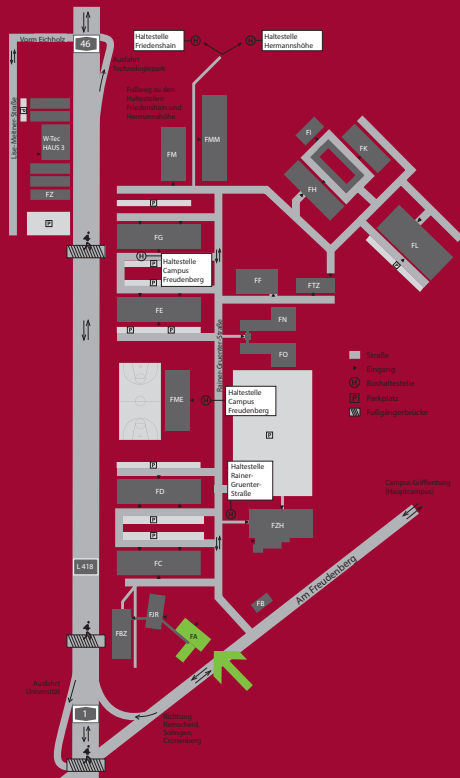 46
Vorm Eichholz
Haltestelle
Friedenshain
H
H
Haltestelle
Hermannshöhe
Ausfahrt
Technologiepark
Lise-Meitner-Straße
P
W-Tec
HAUS 3
FZ
P
Fußweg zu den
Haltestellen
Friedenshain und
Hermannshöhe
FM
FMM
FI
FK
FH
FL
P
P
FG
H
Haltestelle
Campus
Freudenberg
P
P
FF
FTZ
FE
P
P
FN
FO
Rainer-Gruenter-Straße
Straße
Eingang
H
Bushaltestelle
P
Parkplatz
Fußgängerbrücke
FME
H
Haltestelle
Campus
Freudenberg
P
P
FD
Haltestelle
Rainer-
Gruenter-
Straße
H
P
P
FZH
Campus Grifflenberg
(Hauptcampus)
FC
L 418
Am Freudenberg
FB
FBZ
FJR
FA
Ausfahrt
Universität
1
Richtung
Remscheid,
Solingen,
Cronenberg